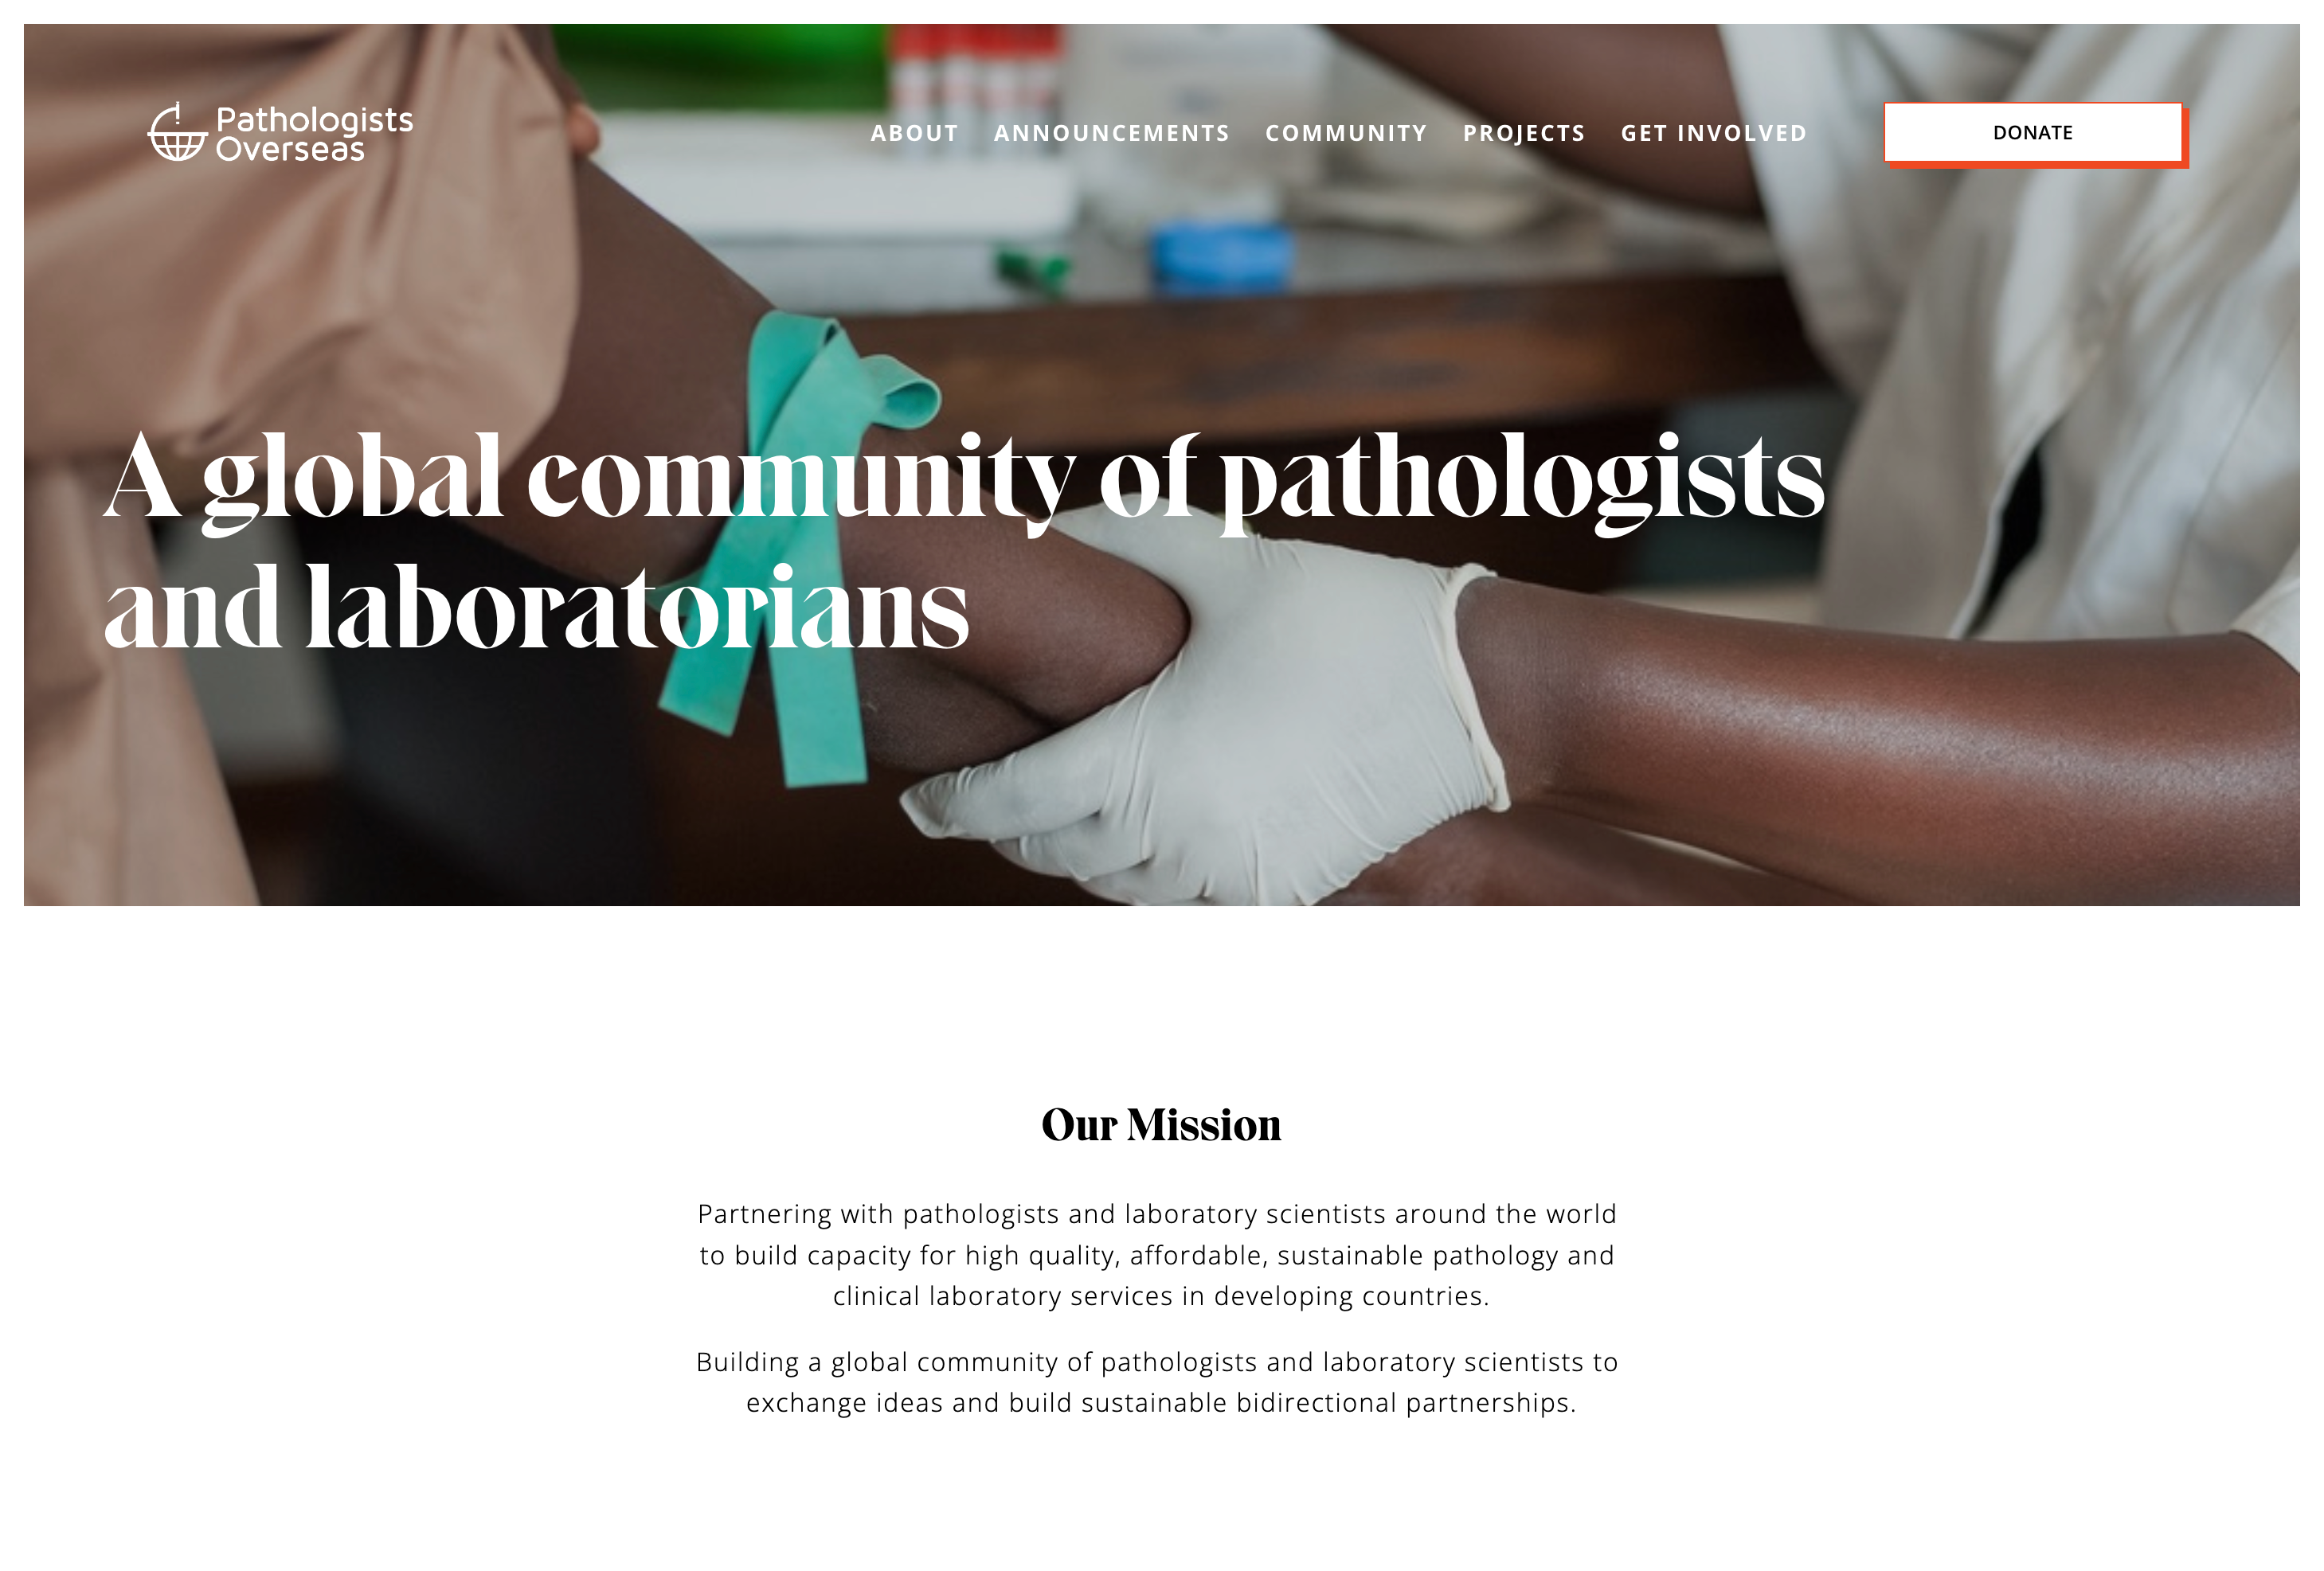 Pathologists
Overseas
ABOUT ANNOUNCEMENTS COMMUNITY PROJECTS GET INVOLVED DONATE
A global community of pathologists
and laboratorians
Our Mission
Partnering with pathologists and laboratory scientists around the world
to build capacity for high quality, affordable, sustainable pathology and
clinical laboratory services in developing countries.
Building a global community of pathologists and laboratory scientists to
exchange ideas and build sustainable bidirectional partnerships.